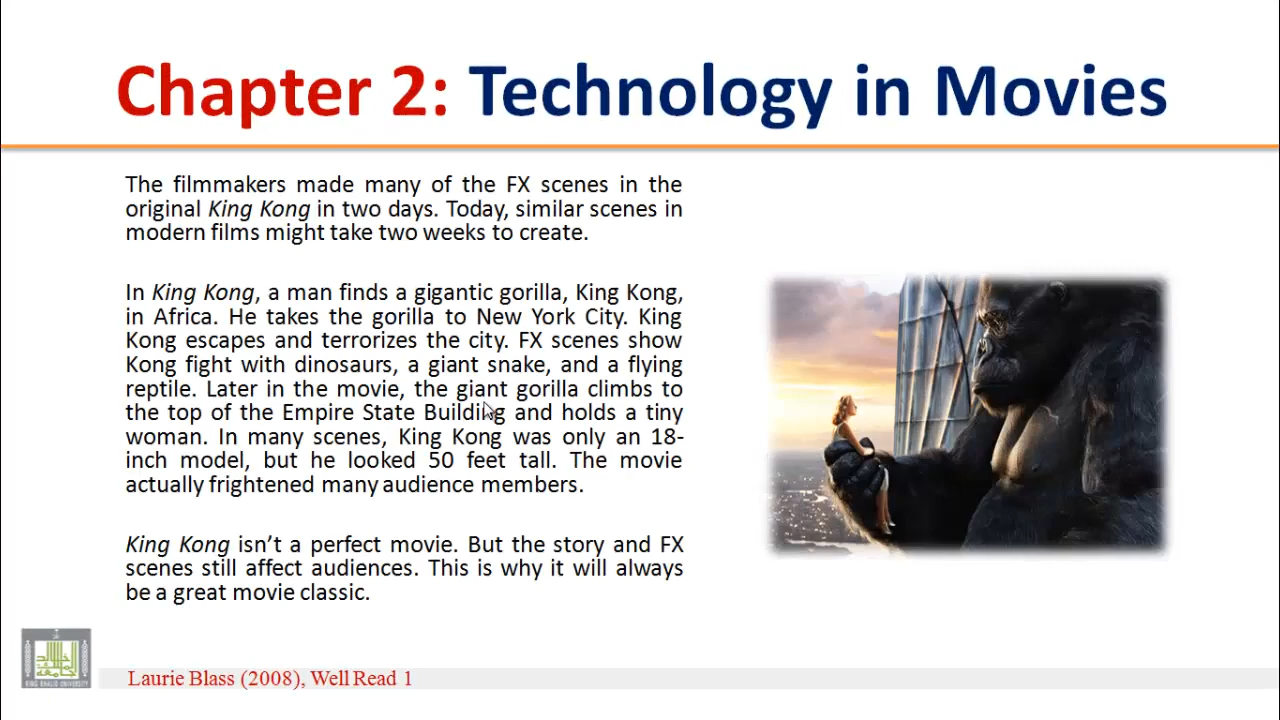 Chapter 2: Technology in Movies
The filmmakers made many of the FX scenes in the
original King Kong in two days. Today, similar scenes in
modern films might take two weeks to create.
In King Kong, a man finds a gigantic gorilla, King Kong,
in Africa. He takes the gorilla to New York City. King
Kong escapes and terrorizes the city. FX scenes show
Kong fight with dinosaurs, a giant snake, and a flying
reptile. Later in the movie, the giant gorilla climbs to
the top of the Empire State Building and holds a tiny
woman. In many scenes, King Kong was only an 18-
inch model, but he looked 50 feet tall. The movie
actually frightened many audience members.
King Kong isn’t a perfect movie. But the story and FX
scenes still affect audiences. This is why it will always
be a great movie classic.
KING KHALID UNIVERSITY
Laurie Blass (2008), Well Read 1